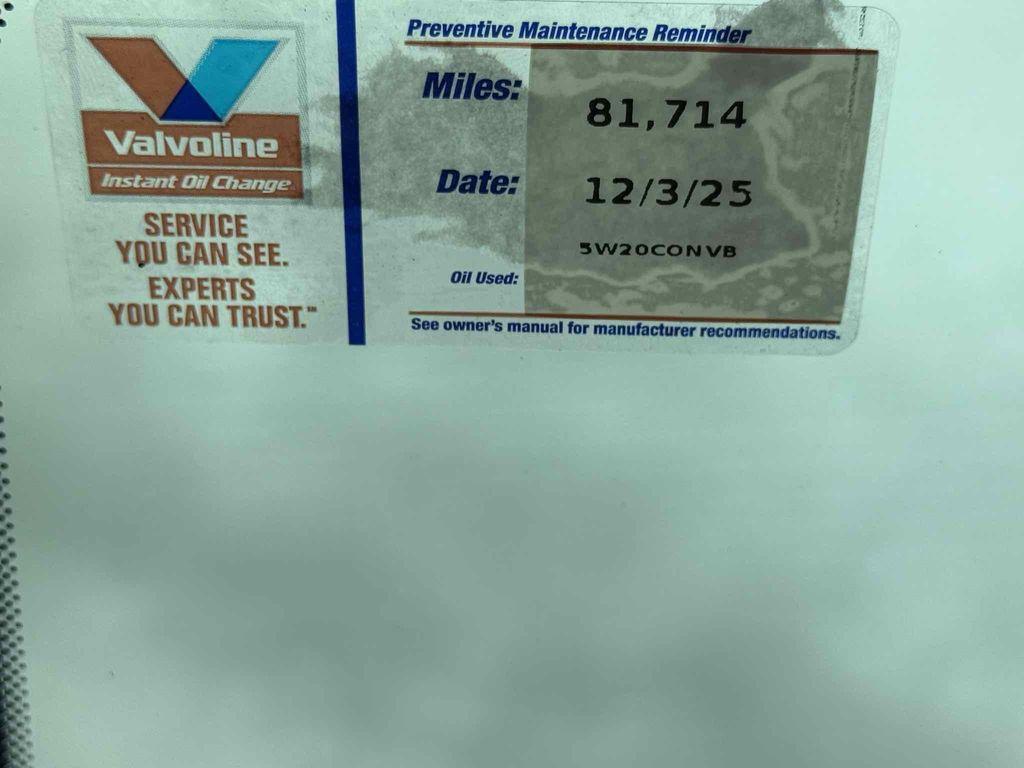 Valvoline
Instant Oil Change
SERVICE
YOU CAN SEE.
EXPERTS
YOU CAN TRUST.™
Preventive Maintenance Reminder
Miles: 81,714
Date: 12/3/25
5W20CONVB
Oil Used:
See owner's manual for manufacturer recommendations.